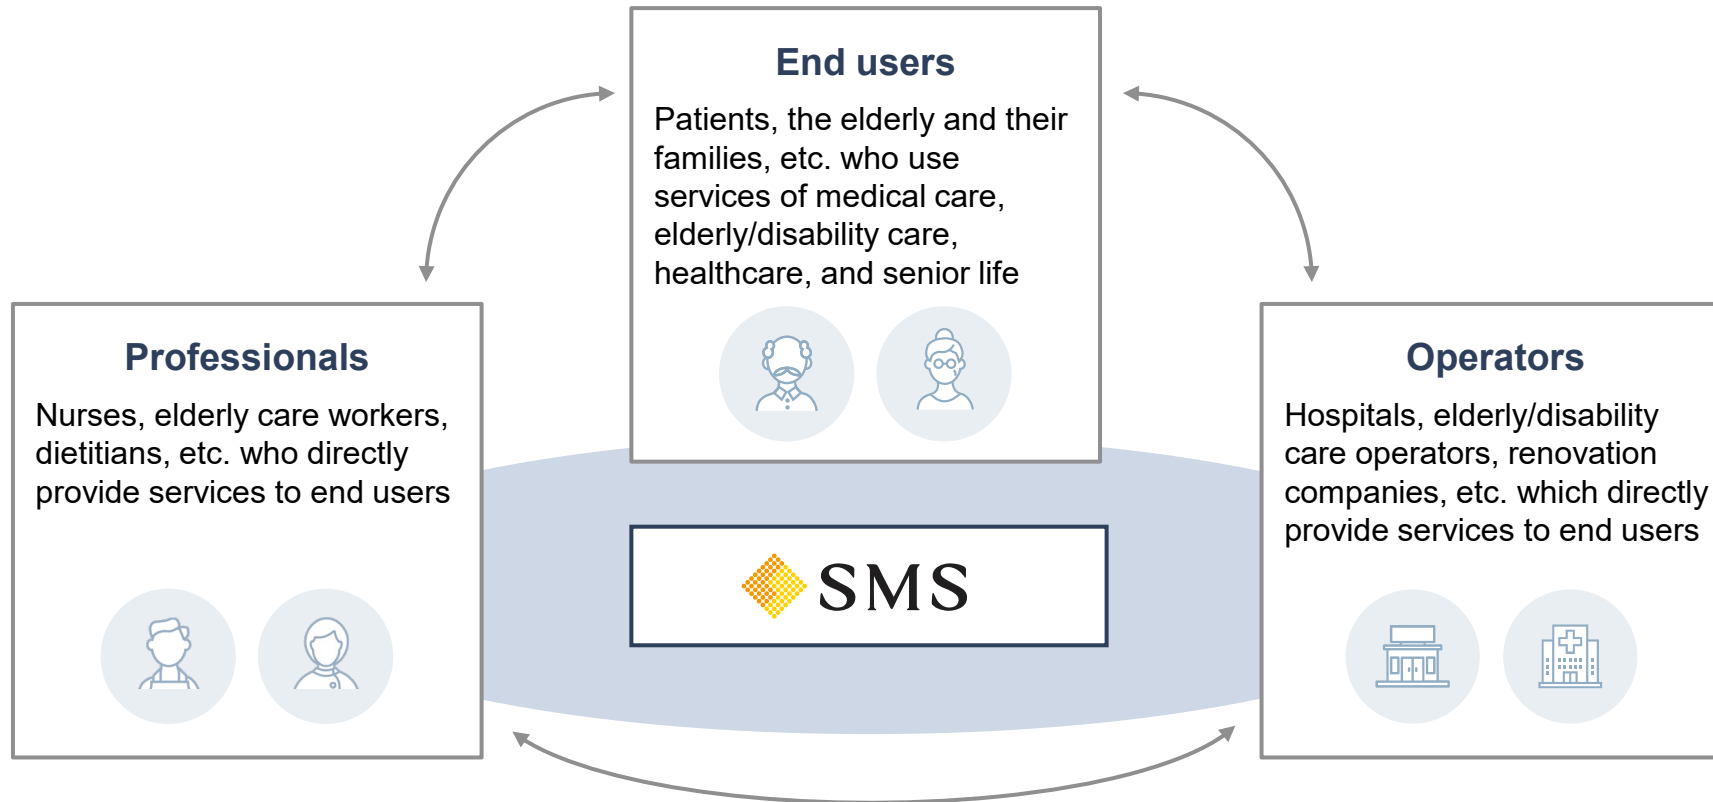 End users
Patients, the elderly and their
families, etc. who use
services of medical care,
elderly/disability care,
healthcare, and senior life
Professionals
Nurses, elderly care workers,
dietitians, etc. who directly
provide services to end users
Operators
Hospitals, elderly/disability
care operators, renovation
companies, etc. which directly
provide services to end users
SMS